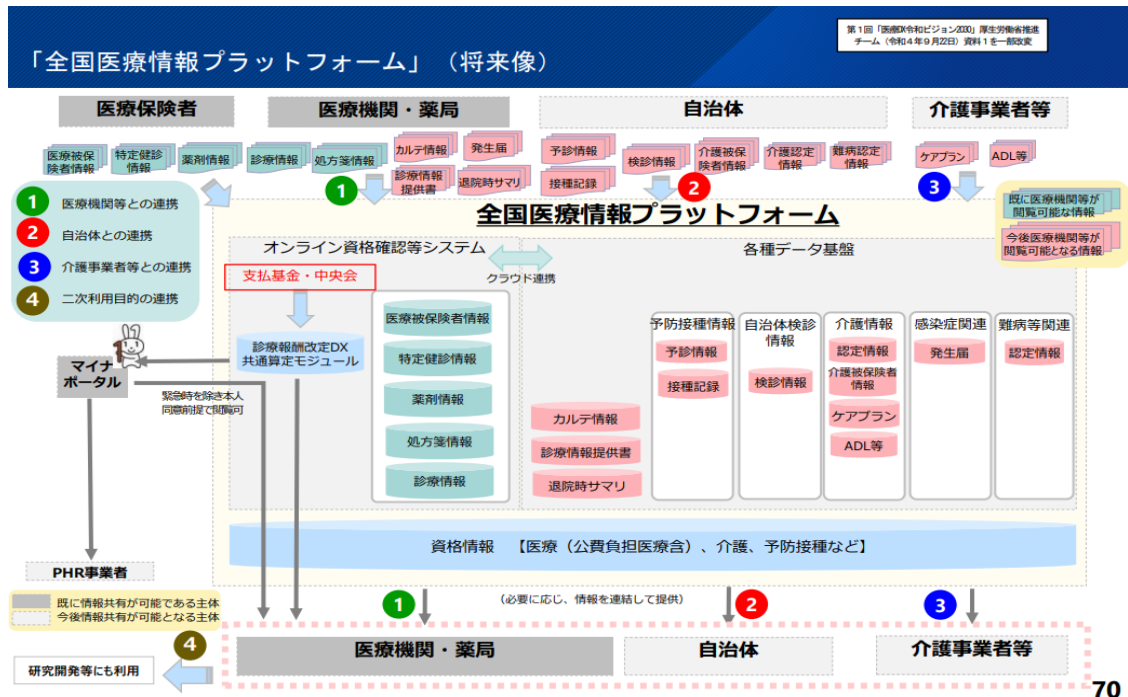 第1回「医療DX令和ビジョン2030」厚生労働省推進
チーム（令和4年9月22日）資料1を一部改変
「全国医療情報プラットフォーム」（将来像）
医療保険者
医療機関・薬局
自治体
介護事業者等
医療被保
険者情報
特定健診
情報
薬剤情報
診療情報
処方箋情報
カルテ情報
発生届
診療情報
提供書
退院時サマリ
予診情報
接種記録
検診情報
介護被保
険者情報
介護認定
情報
難病認定
情報
ケアプラン
ADL等
1
2
3
1 医療機関等との連携
2 自治体との連携
3 介護事業者等との連携
4 二次利用目的の連携
既に医療機関等が
閲覧可能な情報
今後医療機関等が
閲覧可能となる情報
全国医療情報プラットフォーム
オンライン資格確認等システム
クラウド連携
各種データ基盤
支払基金・中央会
診療報酬改定DX
共通算定モジュール
医療被保険者情報
特定健診情報
薬剤情報
処方箋情報
診療情報
カルテ情報
診療情報提供書
退院時サマリ
予防接種情報
予診情報
接種記録
自治体検診
情報
検診情報
介護情報
認定情報
介護被保険者
情報
ケアプラン
ADL等
感染症関連
発生届
難病等関連
認定情報
マイナ
ポータル
緊急時を除き本人
同意前提で閲覧可
資格情報 【医療（公費負担医療含）、介護、予防接種など】
PHR事業者
既に情報共有が可能である主体
今後情報共有が可能となる主体
1
（必要に応じ、情報を連結して提供）
2
3
4
研究開発等にも利用
医療機関・薬局
自治体
介護事業者等
70